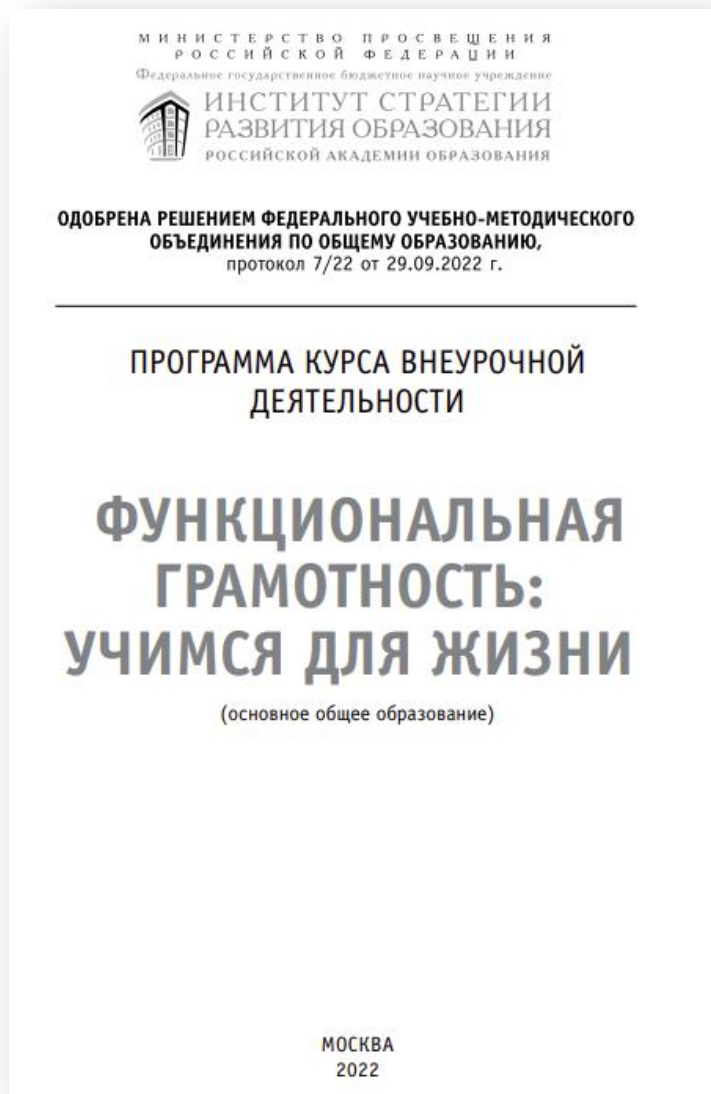 МИНИСТЕРСТВО ПРОСВЕЩЕНИЯ
РОССИЙСКОЙ ФЕДЕРАЦИИ
Федеральное государственное бюджетное научное учреждение
ИНСТИТУТ СТРАТЕГИИ
РАЗВИТИЯ ОБРАЗОВАНИЯ
РОССИЙСКОЙ АКАДЕМИИ ОБРАЗОВАНИЯ
ОДОБРЕНА РЕШЕНИЕМ ФЕДЕРАЛЬНОГО УЧЕБНО-МЕТОДИЧЕСКОГО
ОБЪЕДИНЕНИЯ ПО ОБЩЕМУ ОБРАЗОВАНИЮ,
протокол 7/22 от 29.09.2022 г.
ПРОГРАММА КУРСА ВНЕУРОЧНОЙ
ДЕЯТЕЛЬНОСТИ
ФУНКЦИОНАЛЬНАЯ
ГРАМОТНОСТЬ:
УЧИМСЯ ДЛЯ ЖИЗНИ
(основное общее образование)
МОСКВА
2022